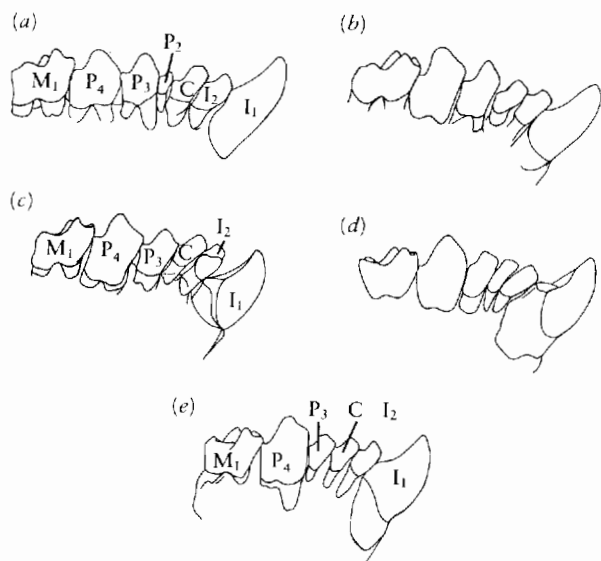 (a)
P₂
M₁ P₄ P₃ C I₂ I₁
(b)
(c)
I₂
M₁ P₄ P₃ C
I₁
(d)
(e)
P₃ C I₂
M₁ P₄ I₁